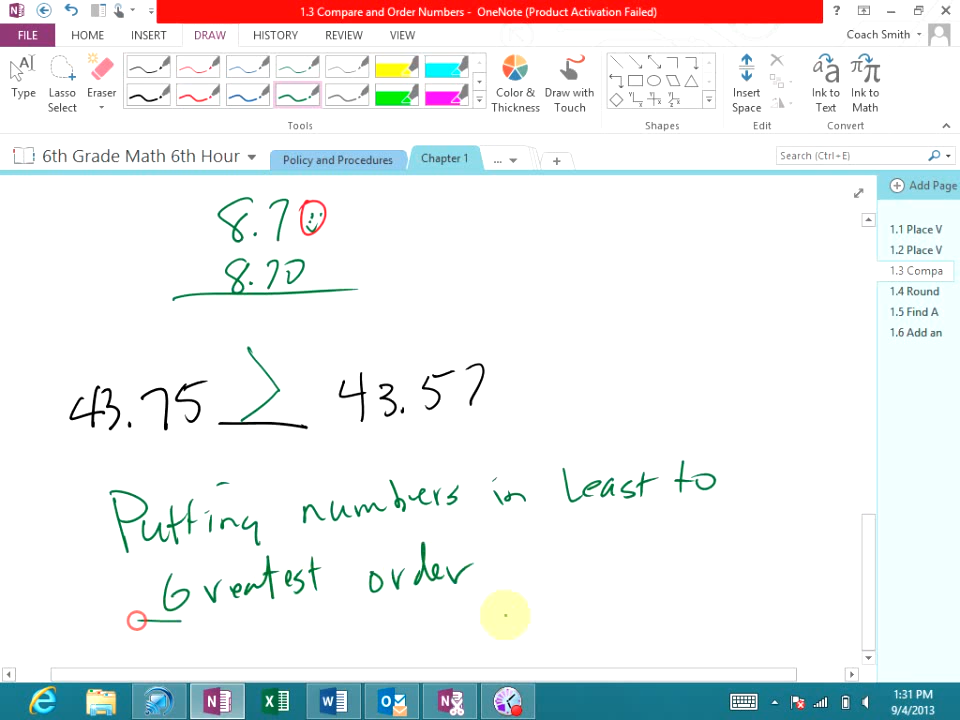 1.3 Compare and Order Numbers - OneNote (Product Activation Failed)
FILE HOME INSERT DRAW HISTORY REVIEW VIEW Coach Smith
Type Lasso Select Eraser Color & Thickness Draw with Touch Insert Space Ink to Text Ink to Math
Tools Shapes Edit Convert
6th Grade Math 6th Hour Policy and Procedures Chapter 1 ... Search (Ctrl+E)
Add Page
1.1 Place V
1.2 Place V
1.3 Compa
1.4 Round
1.5 Find A
1.6 Add an
8.7
8.70
43.75 > 43.57
Putting numbers in least to
Greatest order
1:31 PM
9/4/2013